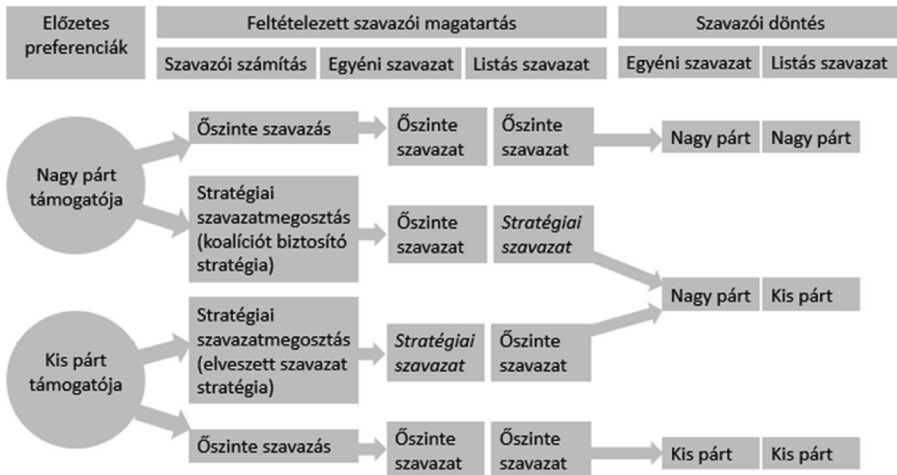 Előzetes
preferenciák
Feltételezett szavazói magatartás
Szavazói döntés
Szavazói számítás
Egyéni szavazat
Listás szavazat
Egyéni szavazat
Listás szavazat
Nagy párt
támogatója
Őszinte szavazás
Őszinte
szavazat
Őszinte
szavazat
Nagy párt
Nagy párt
Stratégiai
szavazatmegosztás
(koalíciót biztosító
stratégia)
Őszinte
szavazat
Stratégiai
szavazat
Nagy párt
Kis párt
Kis párt
támogatója
Stratégiai
szavazatmegosztás
(elveszett szavazat
stratégia)
Stratégiai
szavazat
Őszinte
szavazat
Őszinte szavazás
Őszinte
szavazat
Őszinte
szavazat
Kis párt
Kis párt